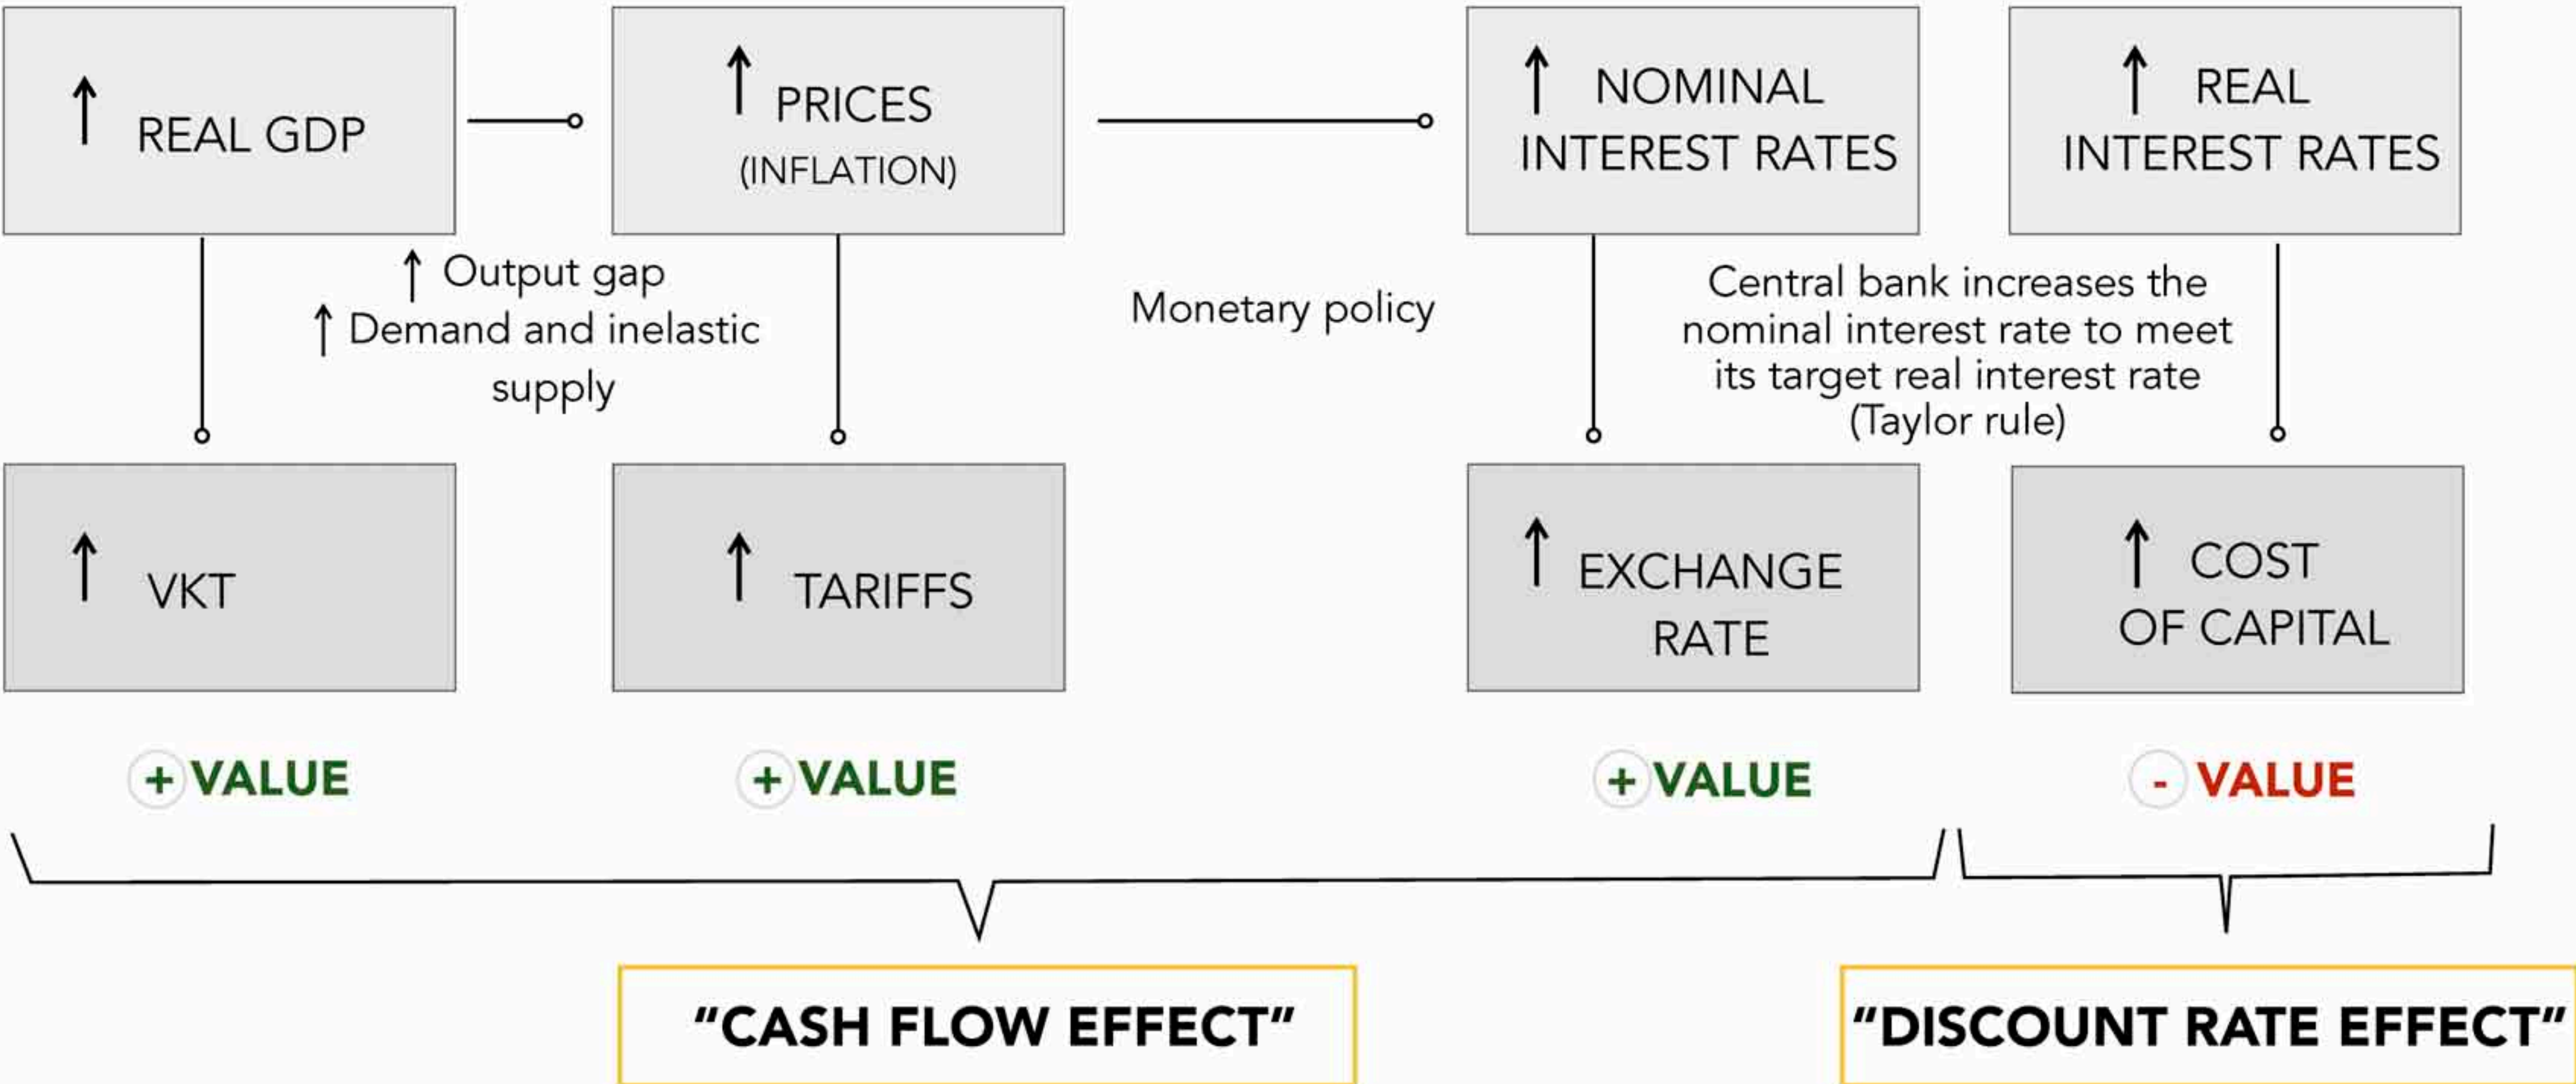 ↑ REAL GDP
↑ PRICES
(INFLATION)
↑ NOMINAL
INTEREST RATES
↑ REAL
INTEREST RATES
↑ Output gap
↑ Demand and inelastic
supply
Monetary policy
Central bank increases the
nominal interest rate to meet
its target real interest rate
(Taylor rule)
↑ VKT
↑ TARIFFS
↑ EXCHANGE
RATE
↑ COST
OF CAPITAL
+ VALUE
+ VALUE
+ VALUE
- VALUE
"CASH FLOW EFFECT"
"DISCOUNT RATE EFFECT"